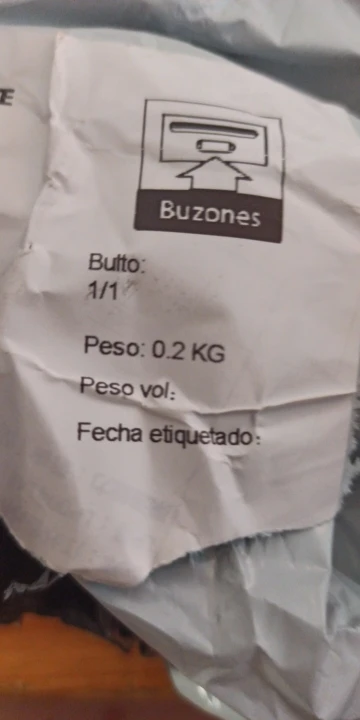 E
Buzones
Bulto:
1/1
Peso: 0.2 KG
Peso vol:
Fecha etiquetado: